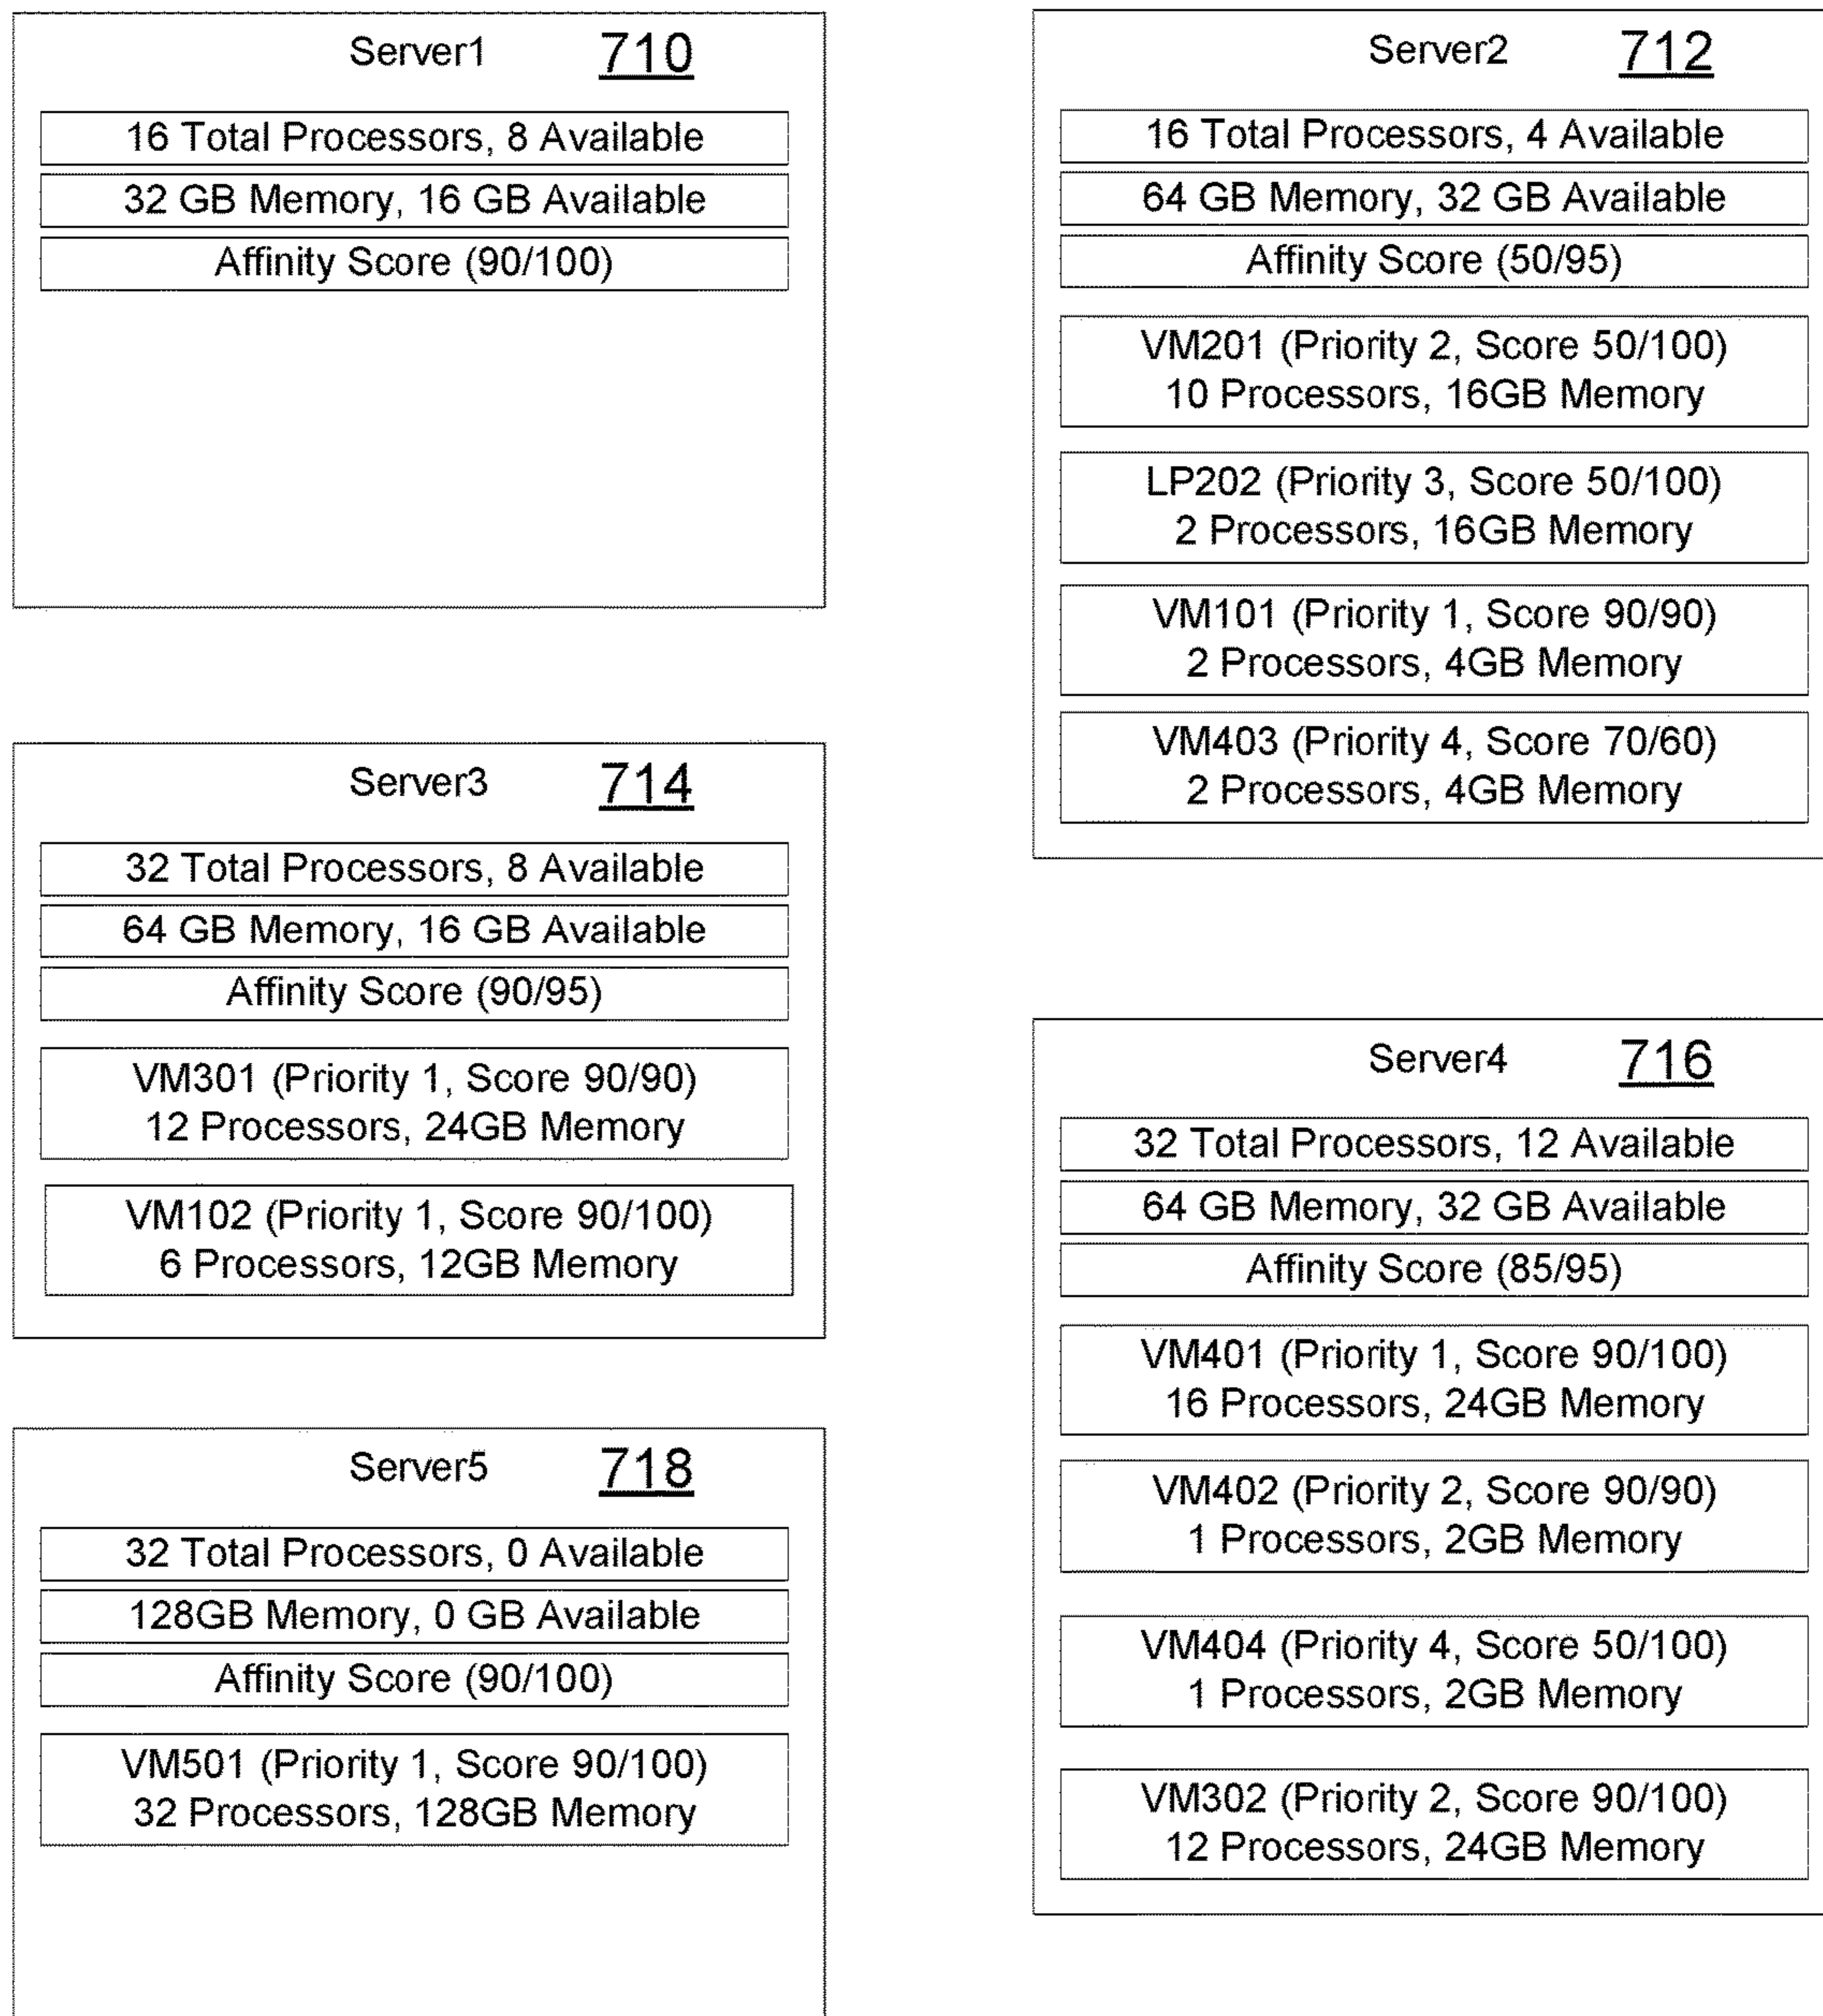 Server1 710
16 Total Processors, 8 Available
32 GB Memory, 16 GB Available
Affinity Score (90/100)
Server2 712
16 Total Processors, 4 Available
64 GB Memory, 32 GB Available
Affinity Score (50/95)
VM201 (Priority 2, Score 50/100)
10 Processors, 16GB Memory
LP202 (Priority 3, Score 50/100)
2 Processors, 16GB Memory
VM101 (Priority 1, Score 90/90)
2 Processors, 4GB Memory
VM403 (Priority 4, Score 70/60)
2 Processors, 4GB Memory
Server3 714
32 Total Processors, 8 Available
64 GB Memory, 16 GB Available
Affinity Score (90/95)
VM301 (Priority 1, Score 90/90)
12 Processors, 24GB Memory
VM102 (Priority 1, Score 90/100)
6 Processors, 12GB Memory
Server4 716
32 Total Processors, 12 Available
64 GB Memory, 32 GB Available
Affinity Score (85/95)
VM401 (Priority 1, Score 90/100)
16 Processors, 24GB Memory
VM402 (Priority 2, Score 90/90)
1 Processors, 2GB Memory
VM404 (Priority 4, Score 50/100)
1 Processors, 2GB Memory
VM302 (Priority 2, Score 90/100)
12 Processors, 24GB Memory
Server5 718
32 Total Processors, 0 Available
128GB Memory, 0 GB Available
Affinity Score (90/100)
VM501 (Priority 1, Score 90/100)
32 Processors, 128GB Memory